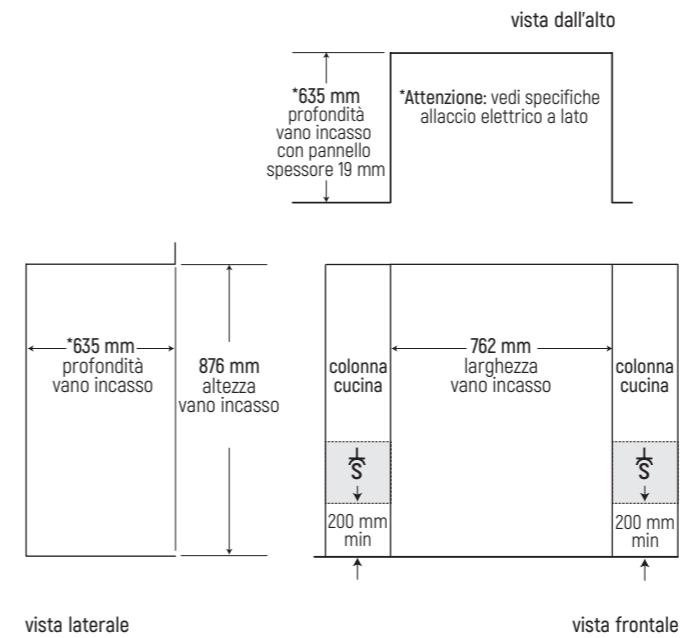 vista dall'alto
*635 mm
profondità
vano incasso
con pannello
spessore 19 mm
*Attenzione: vedi specifiche
allaccio elettrico a lato
*635 mm
profondità
vano incasso
876 mm
altezza
vano incasso
colonna
cucina
762 mm
larghezza
vano incasso
colonna
cucina
S
S
200 mm
min
200 mm
min
vista laterale
vista frontale